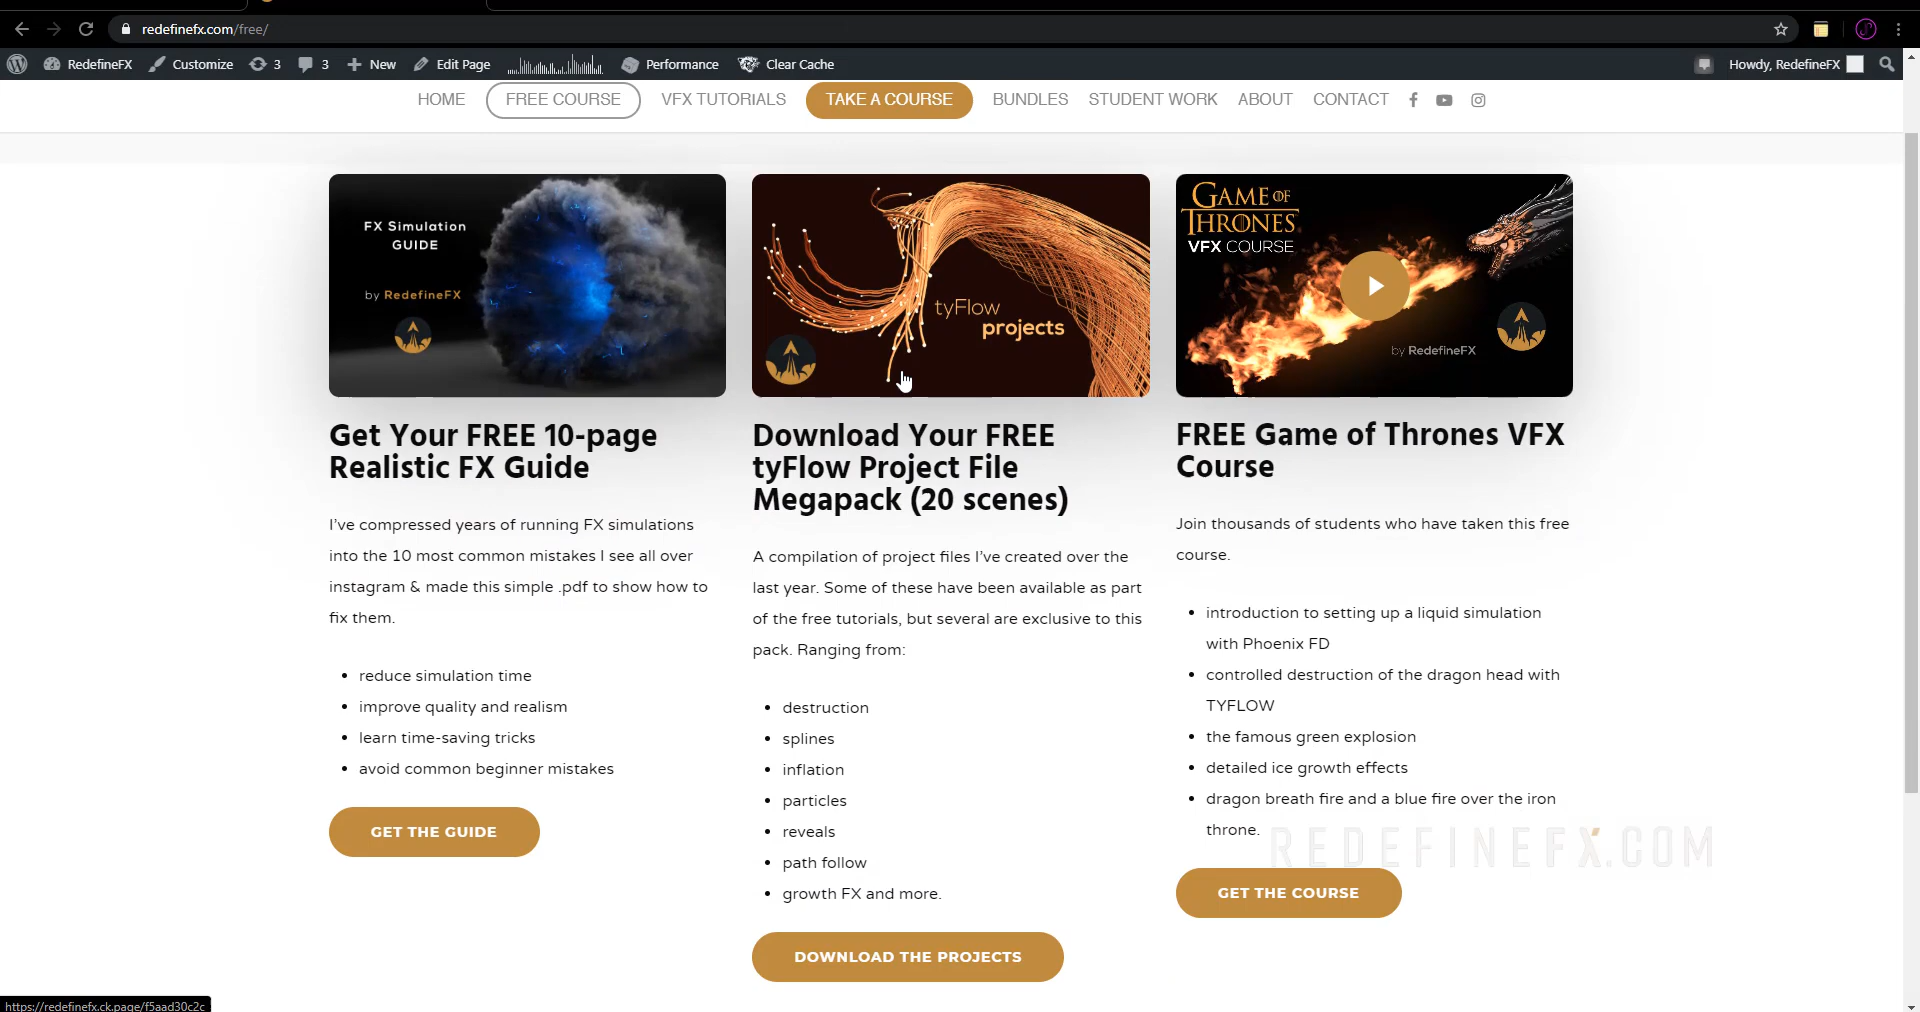 redefinefx.com/free/
RedefineFX Customize 3 3 New Edit Page Performance Clear Cache Howdy, RedefineFX
HOME FREE COURSE VFX TUTORIALS TAKE A COURSE BUNDLES STUDENT WORK ABOUT CONTACT
FX Simulation
GUIDE
by RedefineFX
tyFlow
projects
GAME OF
THRONES
VFX COURSE
by RedefineFX
Get Your FREE 10-page
Realistic FX Guide
I've compressed years of running FX simulations
into the 10 most common mistakes I see all over
instagram & made this simple .pdf to show how to
fix them.
• reduce simulation time
• improve quality and realism
• learn time-saving tricks
• avoid common beginner mistakes
GET THE GUIDE
Download Your FREE
tyFlow Project File
Megapack (20 scenes)
A compilation of project files I've created over the
last year. Some of these have been available as part
of the free tutorials, but several are exclusive to this
pack. Ranging from:
• destruction
• splines
• inflation
• particles
• reveals
• path follow
• growth FX and more.
DOWNLOAD THE PROJECTS
FREE Game of Thrones VFX
Course
Join thousands of students who have taken this free
course.
• introduction to setting up a liquid simulation
with Phoenix FD
• controlled destruction of the dragon head with
TYFLOW
• the famous green explosion
• detailed ice growth effects
• dragon breath fire and a blue fire over the iron
throne.
REDEFINEFX.COM
GET THE COURSE
https://redefinefx.ck.page/f5aad30c2c